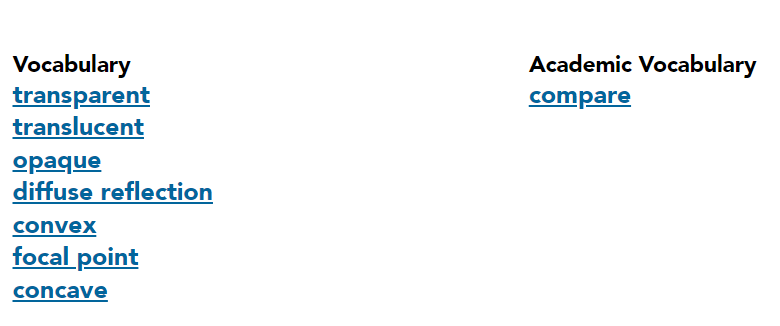 Vocabulary
transparent
translucent
opaque
diffuse reflection
convex
focal point
concave
Academic Vocabulary
compare